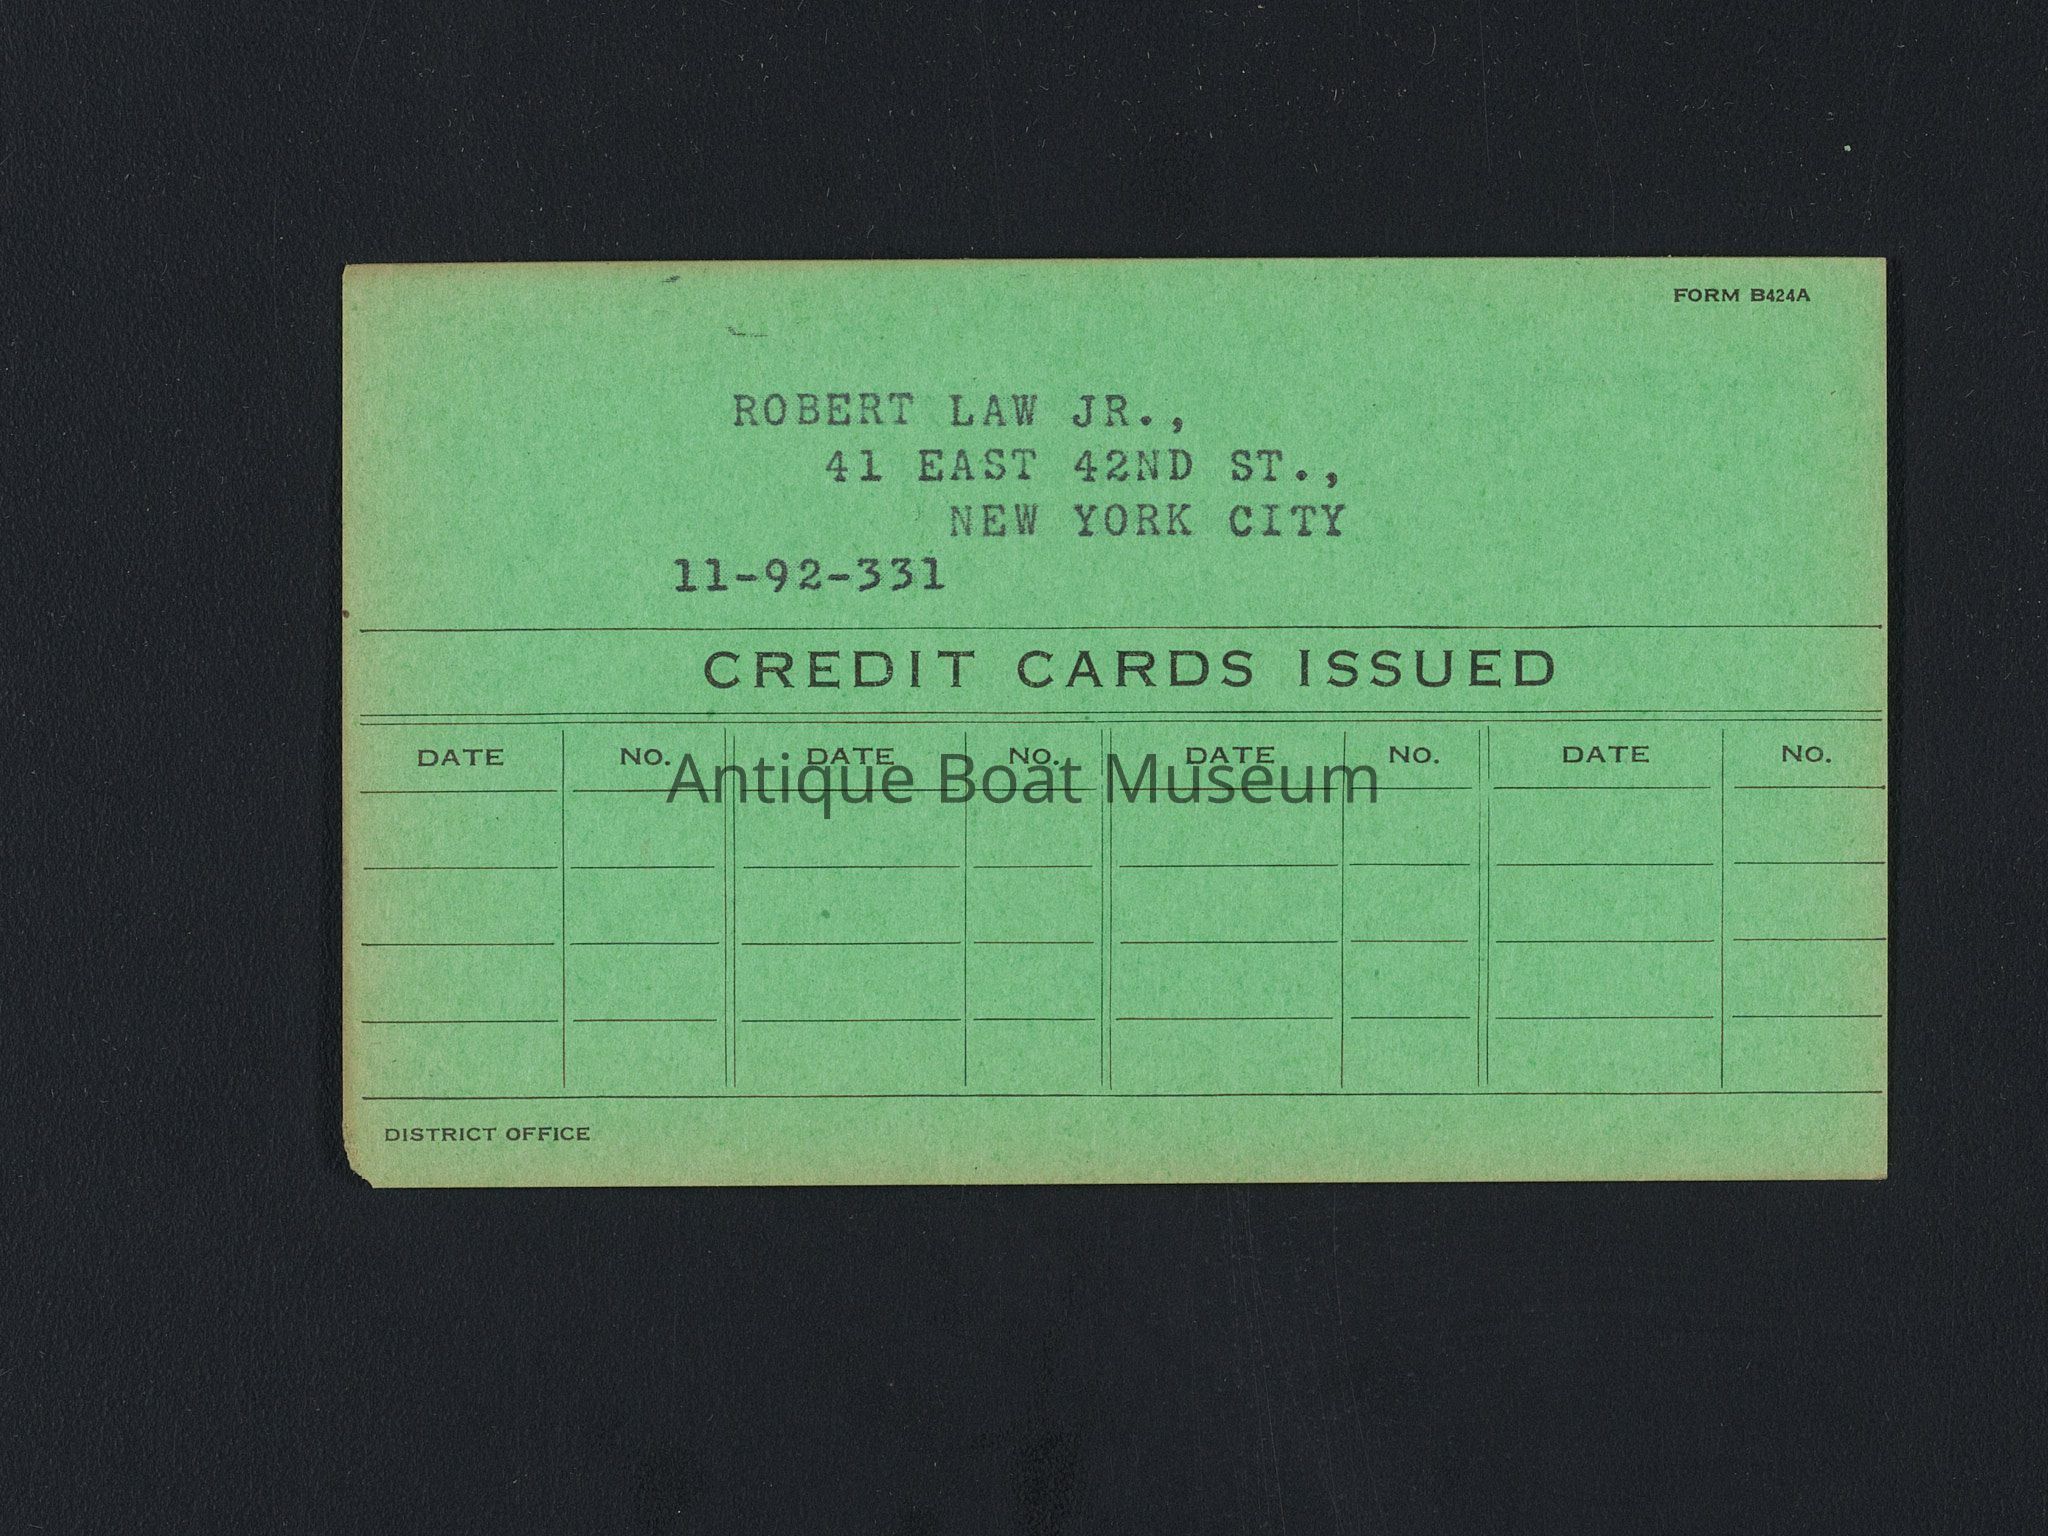 FORM B424A
ROBERT LAW JR.,
41 EAST 42ND ST.,
NEW YORK CITY
11-92-331
CREDIT CARDS ISSUED
DATE NO. DATE NO. DATE NO. DATE NO.
Antique Boat Museum
DISTRICT OFFICE